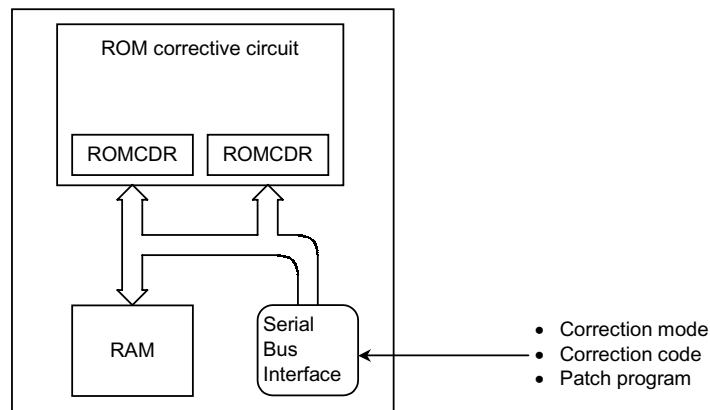 ROM corrective circuit
ROMCDR
ROMCDR
RAM
Serial
Bus
Interface
• Correction mode
• Correction code
• Patch program